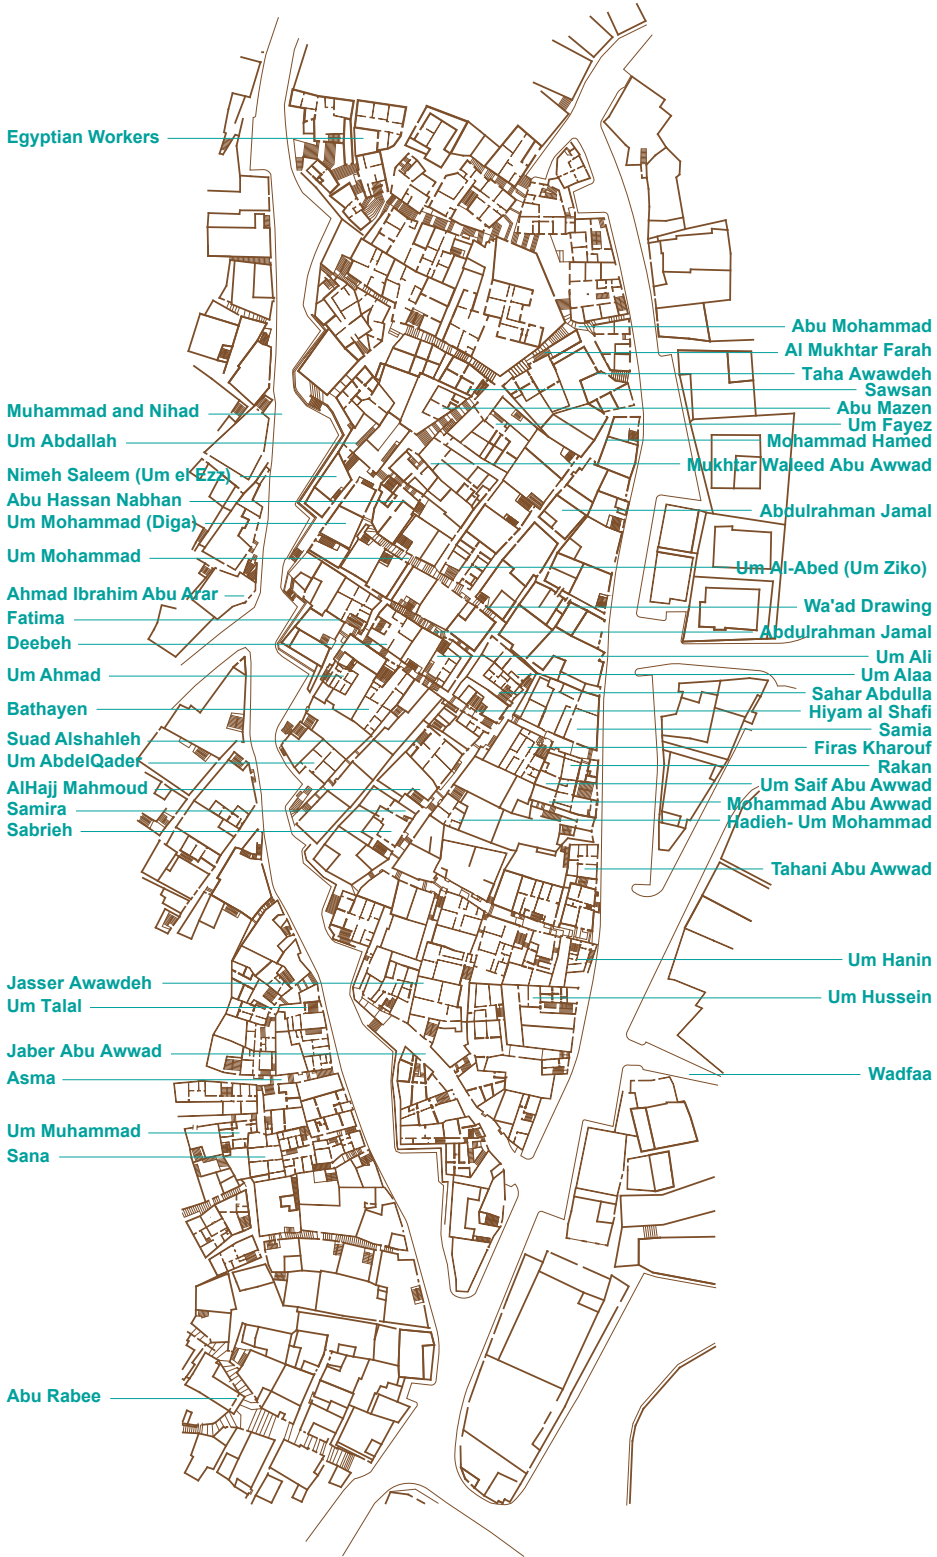 Egyptian Workers
Muhammad and Nihad
Um Abdallah
Nimeh Saleem (Um el Ezz)
Abu Hassan Nabhan
Um Mohammad (Diga)
Um Mohammad
Ahmad Ibrahim Abu Arar
Fatima
Deebeh
Um Ahmad
Bathayen
Suad Alshahleh
Um AbdelQader
AlHajj Mahmoud
Samira
Sabrieh
Jasser Awawdeh
Um Talal
Jaber Abu Awwad
Asma
Um Muhammad
Sana
Abu Rabee
Abu Mohammad
Al Mukhtar Farah
Taha Awawdeh
Sawsan
Abu Mazen
Um Fayez
Mohammad Hamed
Mukhtar Waleed Abu Awwad
Abdulrahman Jamal
Um Al-Abed (Um Ziko)
Wa'ad Drawing
Abdulrahman Jamal
Um Ali
Um Alaa
Sahar Abdulla
Hiyam al Shafi
Samia
Firas Kharouf
Rakan
Um Saif Abu Awwad
Mohammad Abu Awwad
Hadieh- Um Mohammad
Tahani Abu Awwad
Um Hanin
Um Hussein
Wadfaa